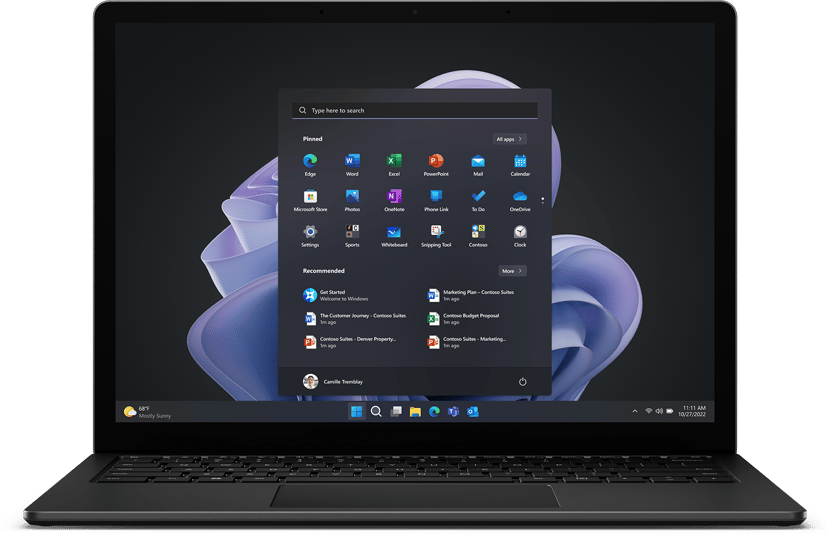 Type here to search
Pinned
All apps >
Edge
Word
Excel
PowerPoint
Mail
Calendar
Microsoft Store
Photos
OneNote
Phone Link
To Do
OneDrive
Settings
Sports
Whiteboard
Snipping Tool
Contoso
Clock
Recommended
More >
Get Started
Welcome to Windows
Marketing Plan – Contoso Suites
1m ago
The Customer Journey - Contoso Suites
1m ago
Contoso Budget Proposal
1m ago
Contoso Suites - Denver Property...
1m ago
Contoso Suites - Marketing...
1m ago
Camille Tremblay
68°F
Mostly Sunny
11:11 AM
10/27/2022